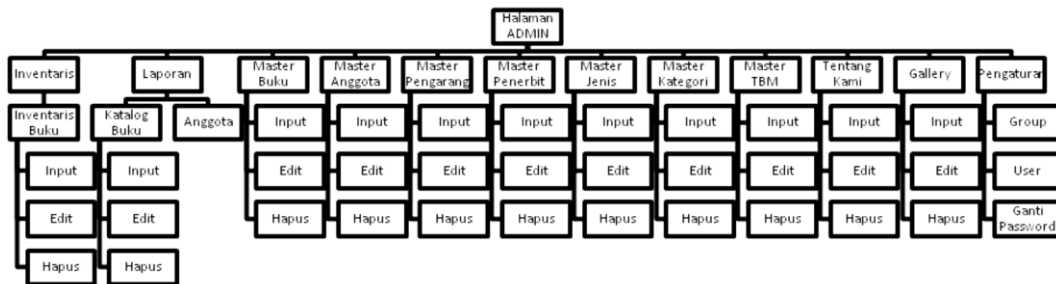 Halaman
ADMIN
Inventaris
Laporan
Master
Buku
Master
Anggota
Master
Pengarang
Master
Penerbit
Master
Jenis
Master
Kategori
Master
TBM
Tentang
Kami
Gallery
Pengaturan
Inventaris
Buku
Katalog
Buku
Anggota
Input
Input
Input
Input
Input
Input
Input
Input
Input
Group
Input
Input
Edit
Edit
Edit
Edit
Edit
Edit
Edit
Edit
Edit
User
Edit
Edit
Hapus
Hapus
Hapus
Hapus
Hapus
Hapus
Hapus
Hapus
Hapus
Ganti
Password
Hapus
Hapus